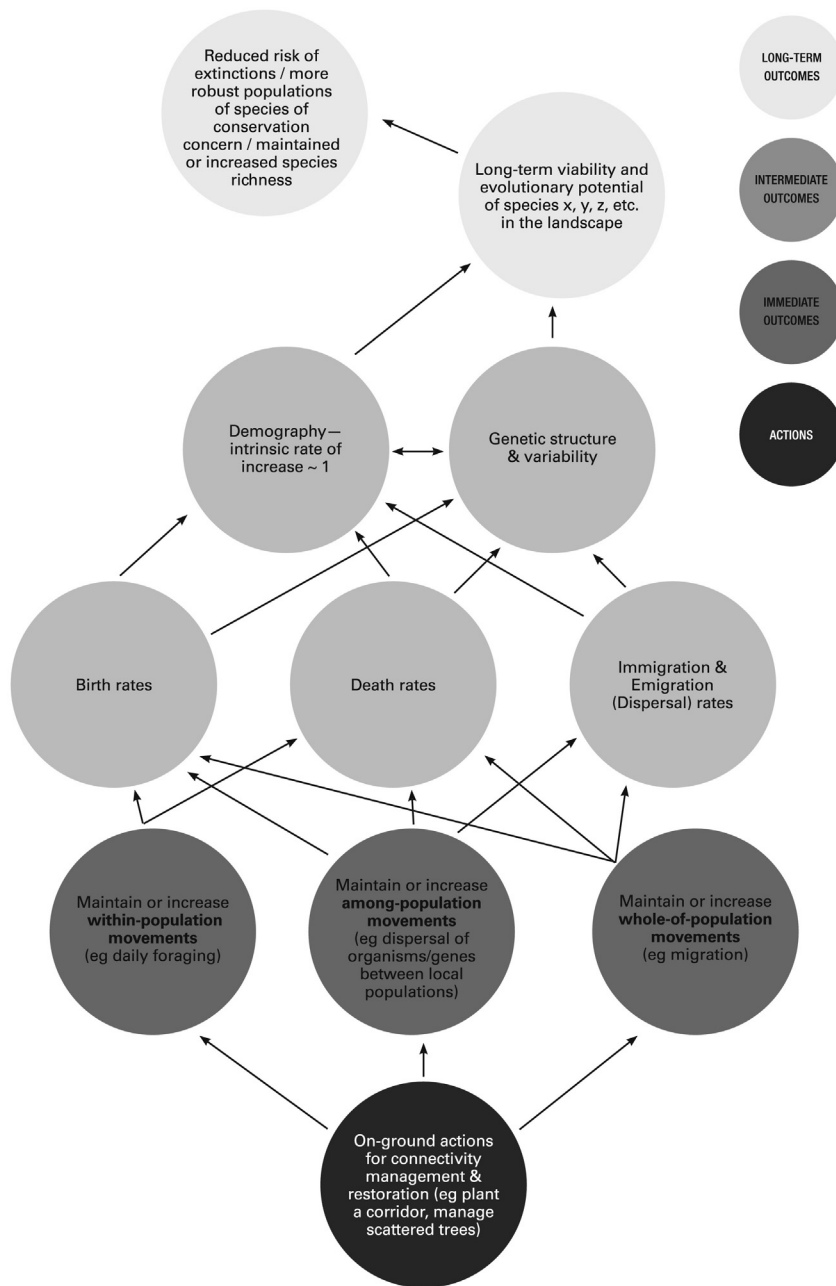 Reduced risk of
extinctions / more
robust populations
of species of
conservation
concern / maintained
or increased species
richness
LONG-TERM
OUTCOMES
Long-term viability and
evolutionary potential
of species x, y, z, etc.
in the landscape
INTERMEDIATE
OUTCOMES
IMMEDIATE
OUTCOMES
ACTIONS
Demography—
intrinsic rate of
increase ~ 1
Genetic structure
& variability
Birth rates
Death rates
Immigration &
Emigration
(Dispersal) rates
Maintain or increase
within-population
movements
(eg daily foraging)
Maintain or increase
among-population
movements
(eg dispersal of
organisms/genes
between local
populations)
Maintain or increase
whole-of-population
movements
(eg migration)
On-ground actions
for connectivity
management &
restoration (eg plant
a corridor, manage
scattered trees)